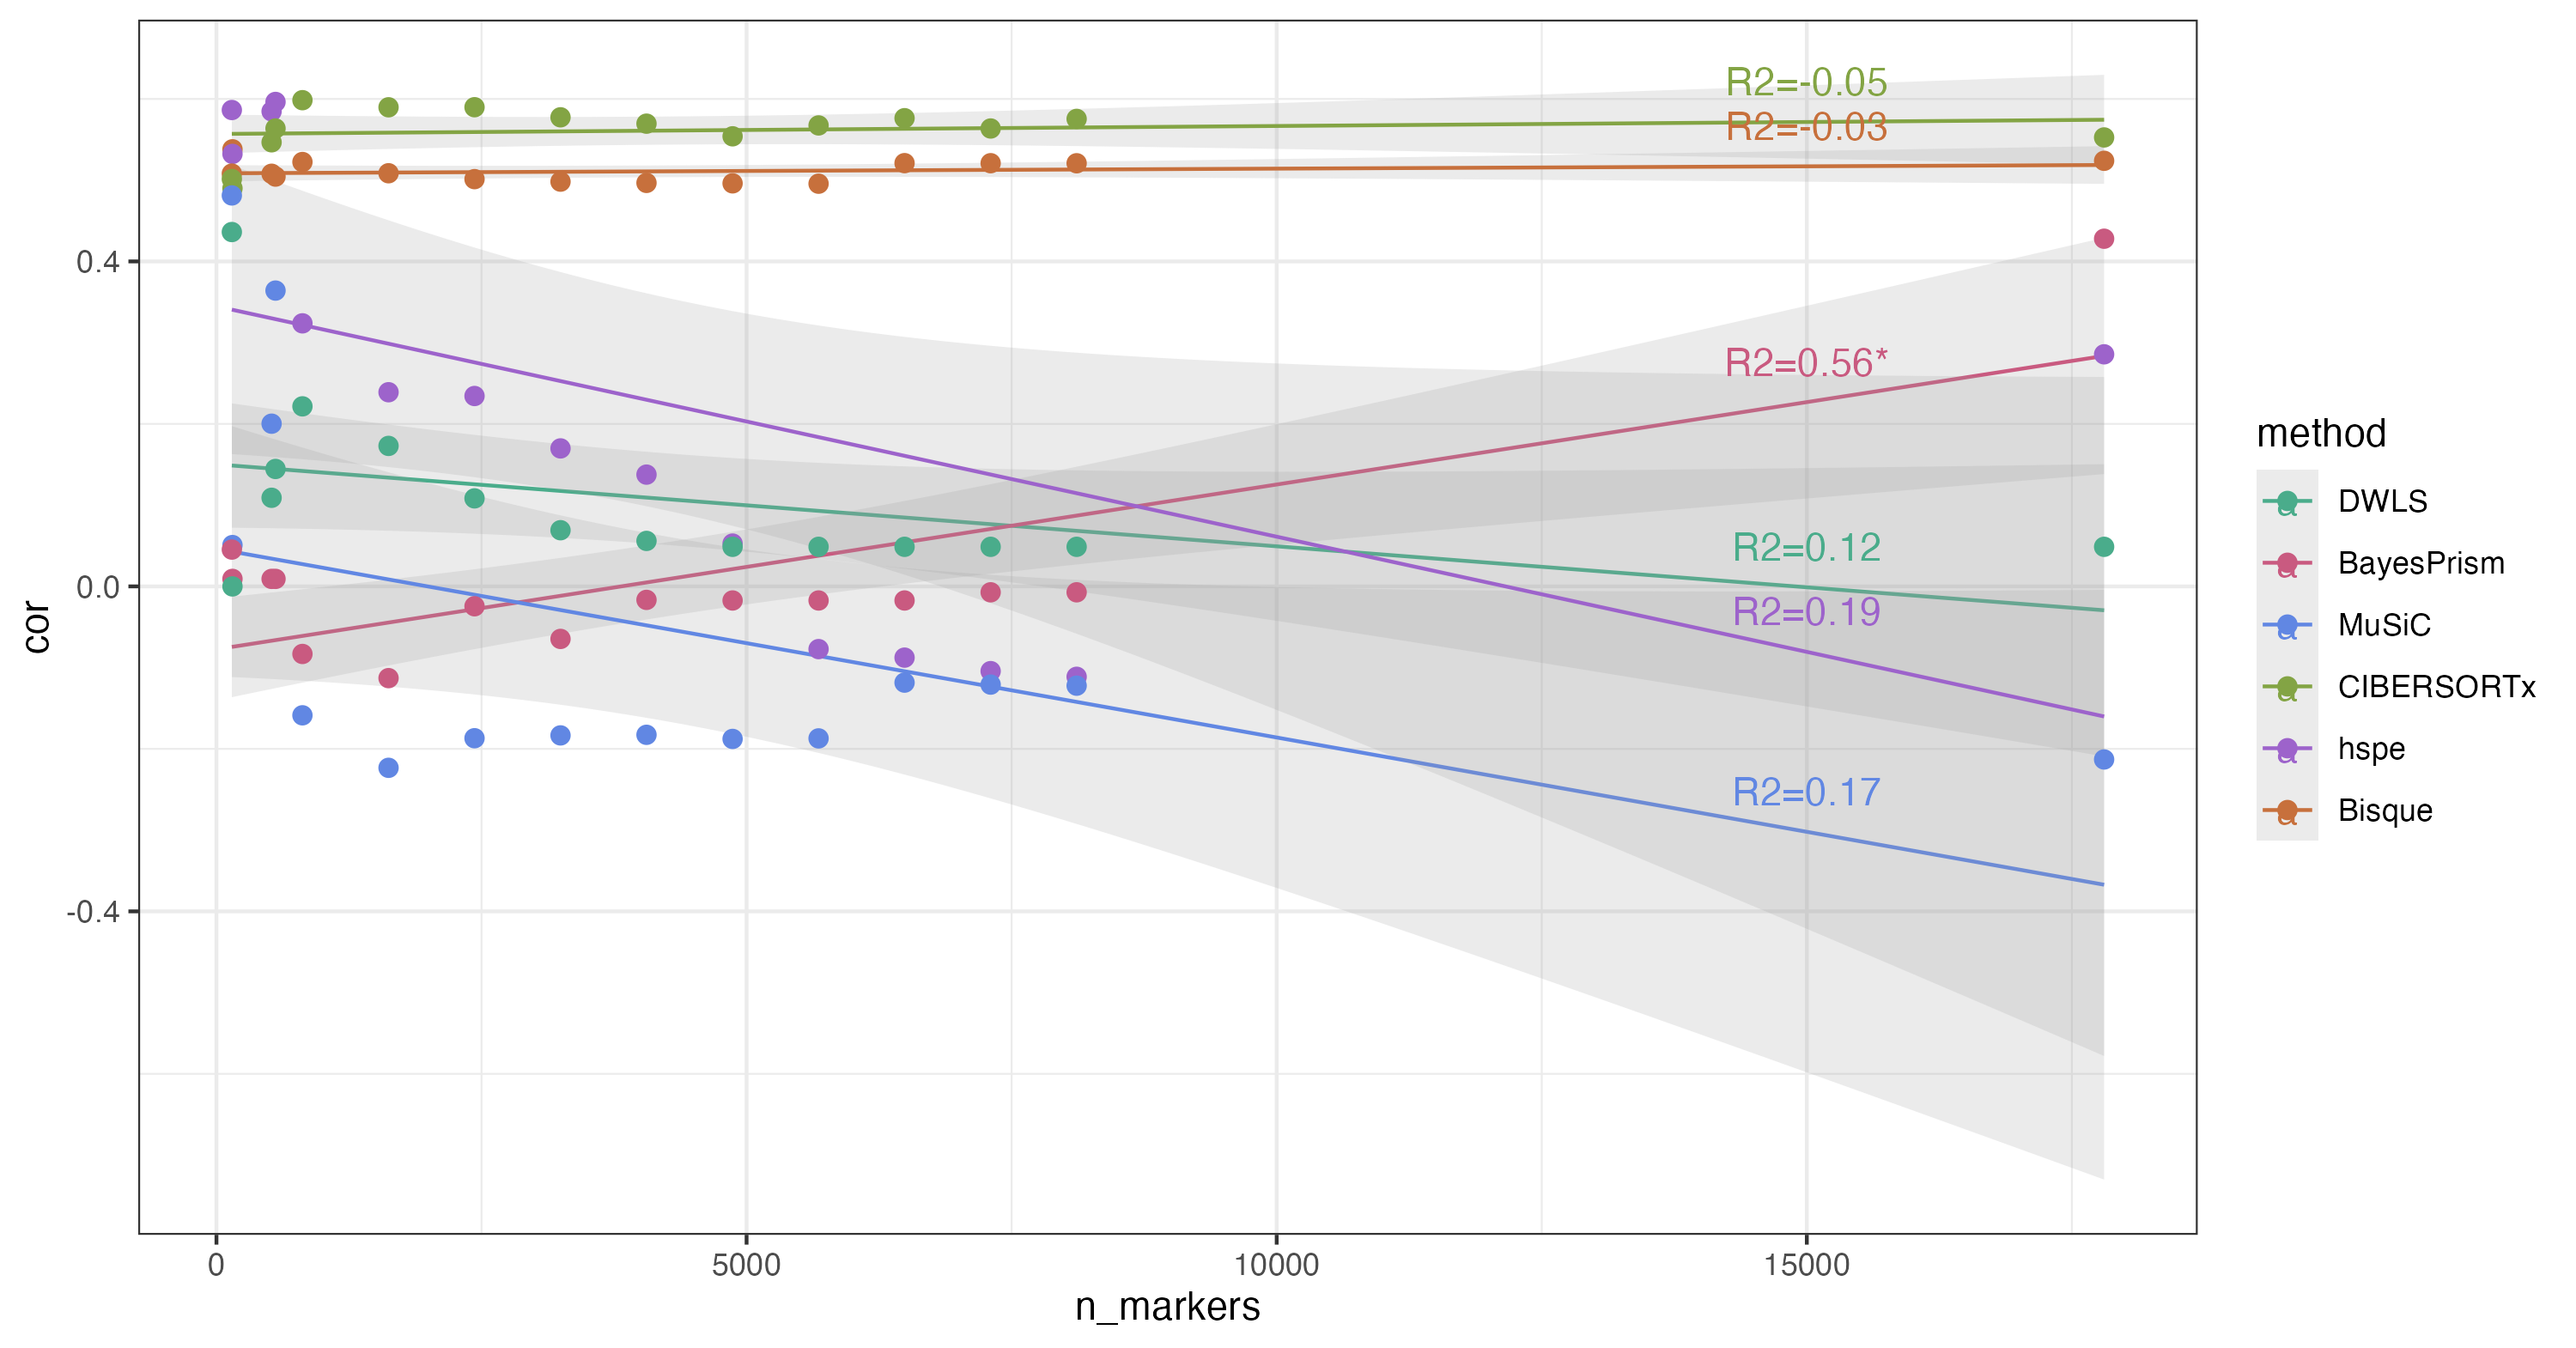 R2=-0.05
R2=-0.03
0.4
R2=0.56*
method
DWLS
R2=0.12
BayesPrism
0.0
R2=0.19
cor
MuSiC
CIBERSORTx
hspe
R2=0.17
Bisque
-0.4
0 5000 10000 15000
n_markers